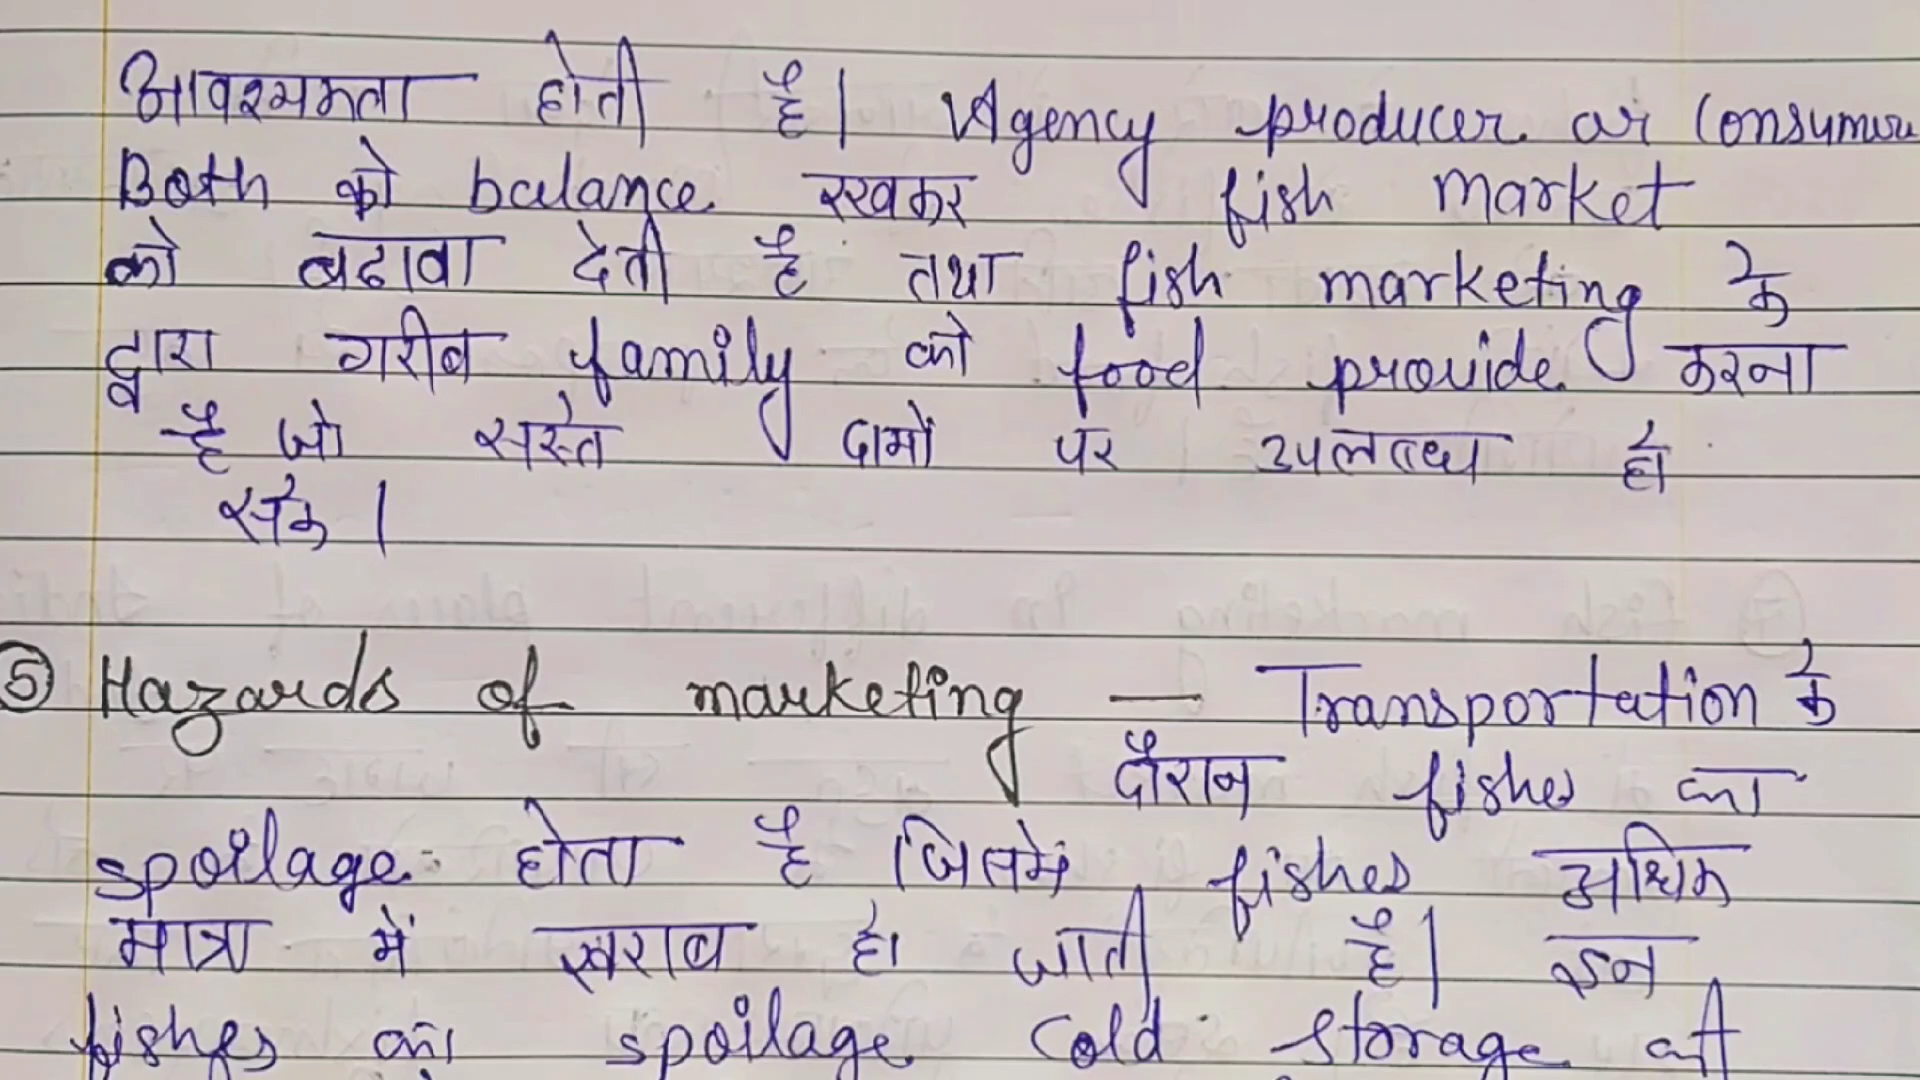 आवश्यकता होती है। Agency producer or Consumer
Both को balance रखकर fish market
को बढावा देती है तथा fish marketing के
द्वारा गरीब family को food provide करना
है जो सस्ते दामों पर उपलब्ध हो
सके।
⑤ Hazards of marketing — Transportation के
दौरान fishes का
spoilage होता है जिसमें fishes अधिक
मात्रा में खराब हो जाती है। इन
fishes का spoilage Cold storage की